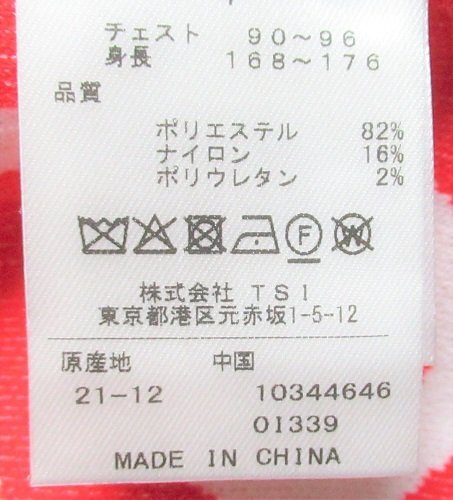 チェスト 90～96
身長 168～176
品質
ポリエステル 82%
ナイロン 16%
ポリウレタン 2%
F W
株式会社 TSI
東京都港区元赤坂1-5-12
原産地 中国
21-12 10344646
01339
MADE IN CHINA